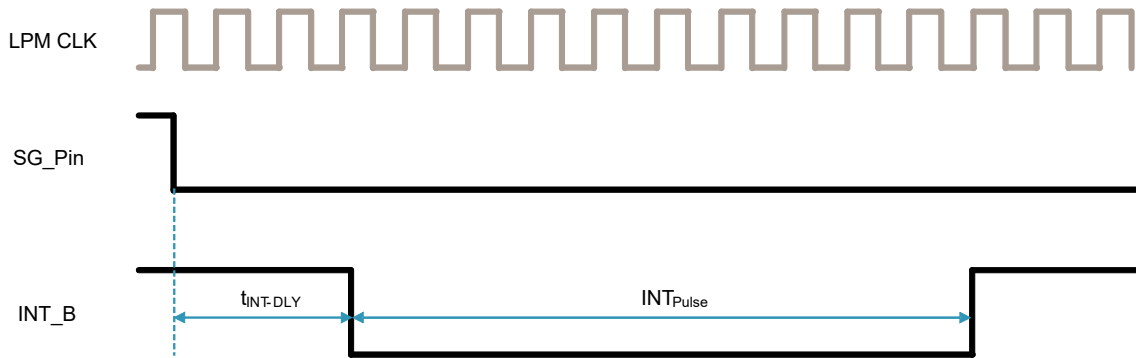 LPM CLK
SG_Pin
INT_B
tINT-DLY
INTPulse